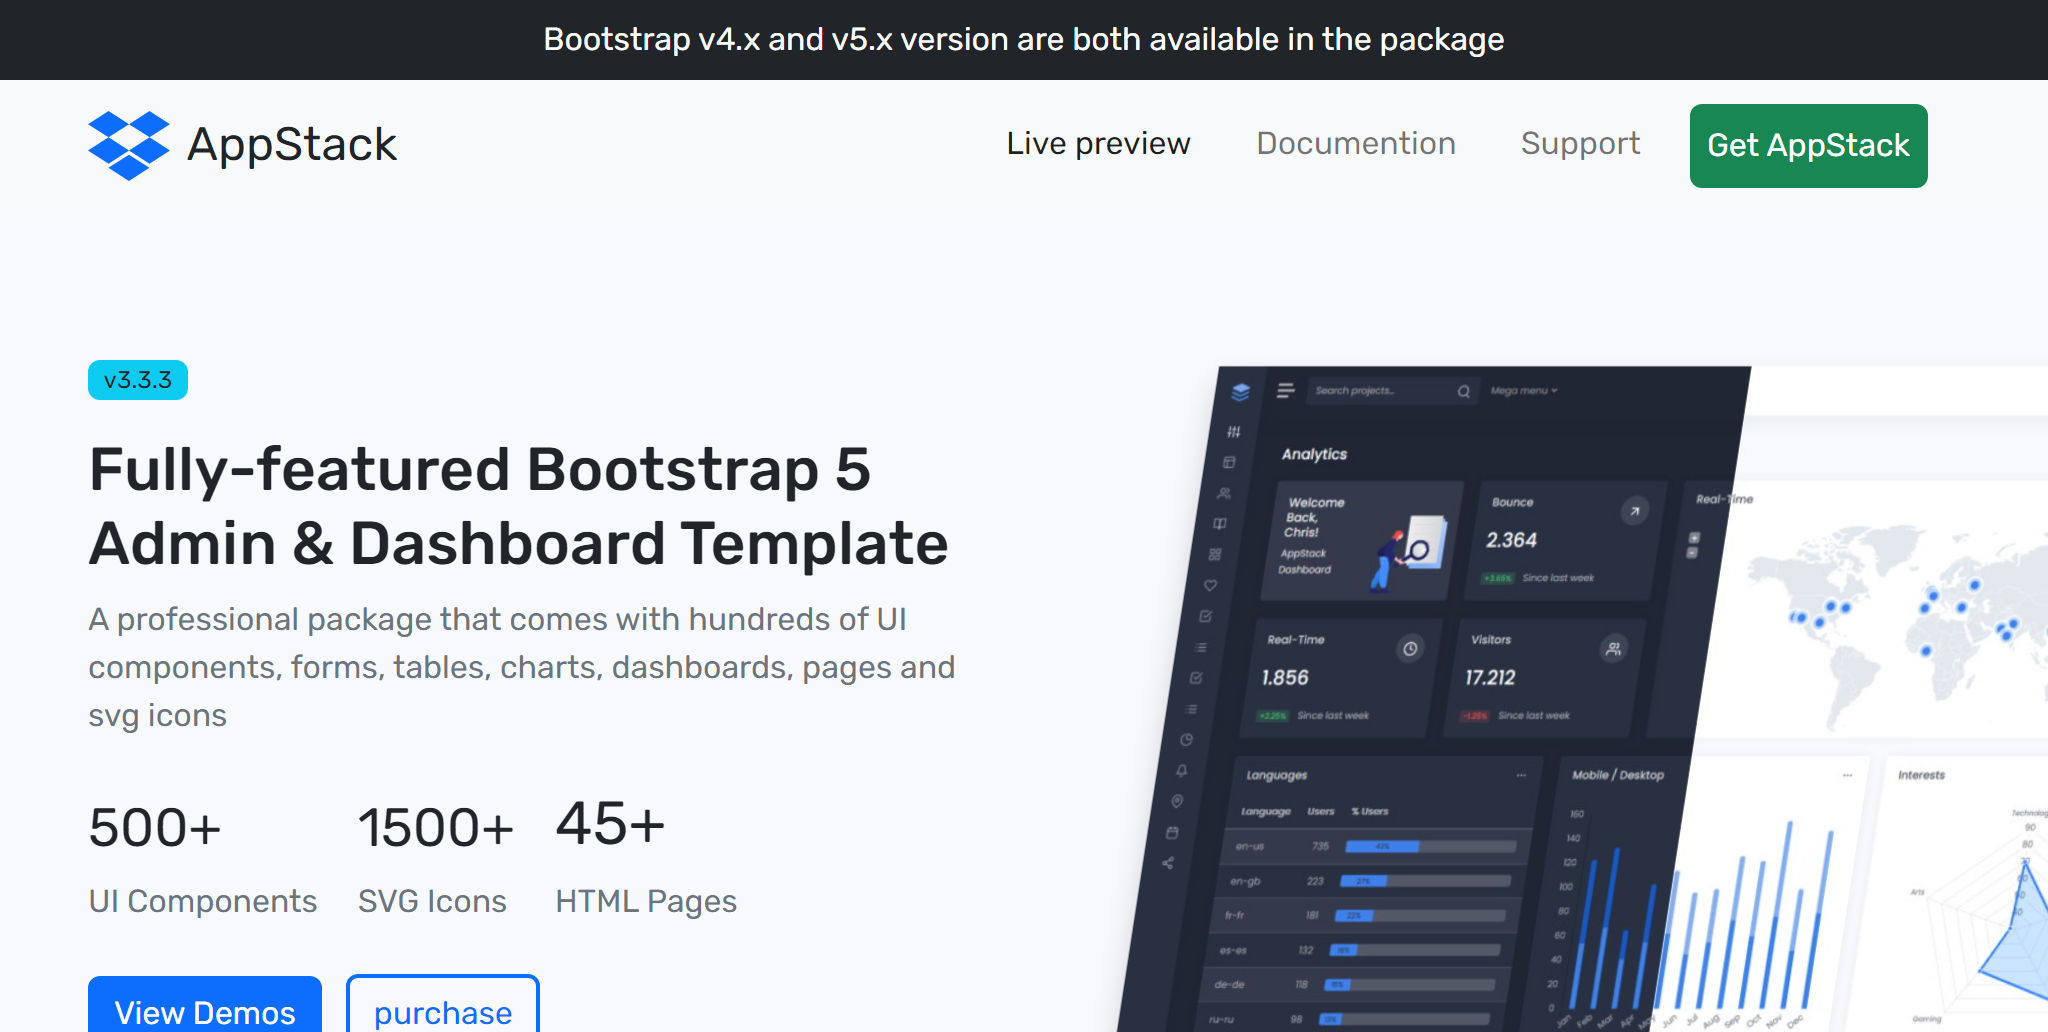 Bootstrap v4.x and v5.x version are both available in the package
AppStack
Live preview
Documention
Support
Get AppStack
v3.3.3
Fully-featured Bootstrap 5
Admin & Dashboard Template
A professional package that comes with hundreds of UI
components, forms, tables, charts, dashboards, pages and
svg icons
500+
UI Components
1500+
SVG Icons
45+
HTML Pages
View Demos
purchase
Search projects...
Mega menu
Analytics
Welcome
Back,
Chris!
AppStack
Dashboard
Bounce
2.364
+3.65% Since last week
Real-Time
Real-Time
1.856
+2.25% Since last week
Visitors
17.212
-1.25% Since last week
Languages
Language Users % Users
en-us 735 43%
en-gb 223 27%
fr-fr 181 22%
es-es 132
de-de 118
ru-ru 98
Mobile / Desktop
160
140
120
100
80
60
40
20
0
Jan Feb Mar Apr May Jun Jul Aug Sep Oct Nov Dec
Interests
90
80
Arts
Gaming